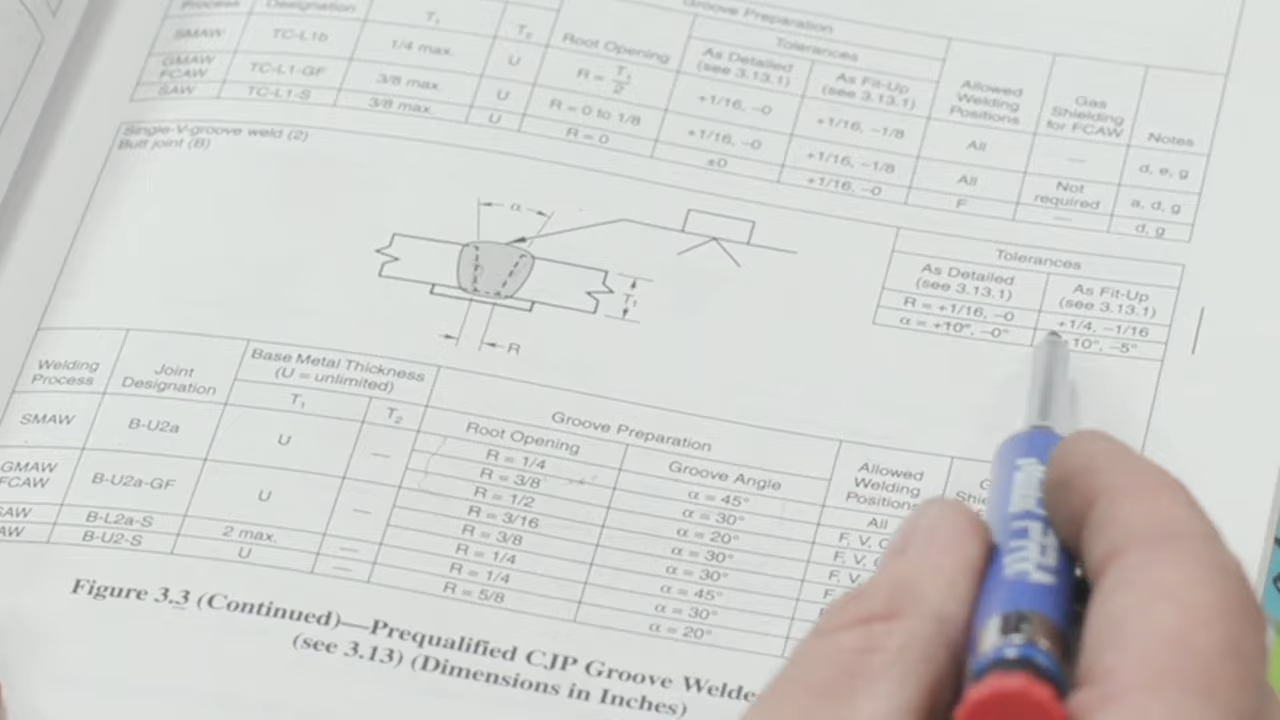 Process Designation T₁ T₂ Root Opening Groove Preparation
Tolerances
As Detailed (see 3.13.1) As Fit-Up (see 3.13.1) Allowed Welding Positions Gas Shielding for FCAW Notes
SMAW TC-L1b 1/4 max. U R = T₁/2 +1/16, –0 +1/16, –1/8 All — d, e, g
GMAW FCAW TC-L1-GF 3/8 max. U R = 0 to 1/8 +1/16, –0 +1/16, –1/8 All Not required a, d, g
SAW TC-L1-S 3/8 max. U R = 0 ±0 +1/16, –0 F — d, g
Single-V-groove weld (2)
Butt joint (B)
α
T₁
R
Tolerances
As Detailed (see 3.13.1) As Fit-Up (see 3.13.1)
R = +1/16, –0 +1/4, –1/16
α = +10°, –0° 10°, –5°
Welding Process Joint Designation Base Metal Thickness (U = unlimited) Groove Preparation
T₁ T₂ Root Opening Groove Angle Allowed Welding Positions
SMAW B-U2a U — R = 1/4 α = 45° All
R = 3/8 α = 30° F, V,
R = 1/2 α = 20° F, V,
GMAW FCAW B-U2a-GF U — R = 3/16 α = 30° F, V,
R = 3/8 α = 30°
R = 1/4 α = 45°
B-L2a-S 2 max. — R = 1/4 α = 30°
B-U2-S U — R = 5/8 α = 20°
Figure 3.3 (Continued)—Prequalified CJP Groove
(see 3.13) (Dimensions in Inches)